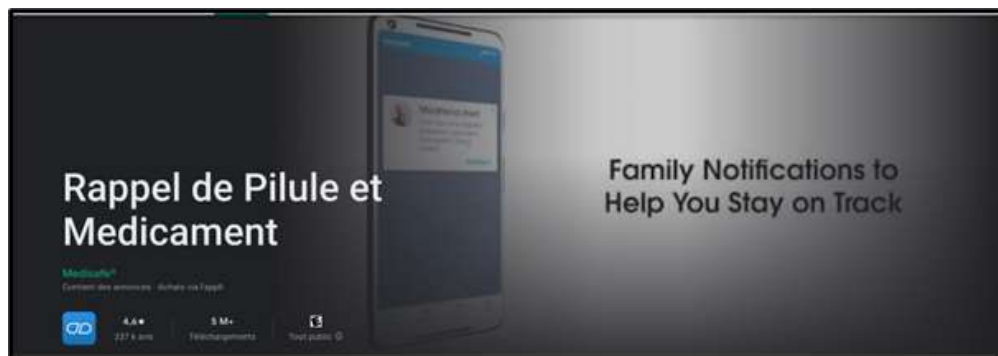 Rappel de Pilule et
Medicament
Medisafe®
Contient des annonces · Achats via l'appli
4,6★
237 k avis
5 M+
Téléchargements
Tout public
Family Notifications to
Help You Stay on Track